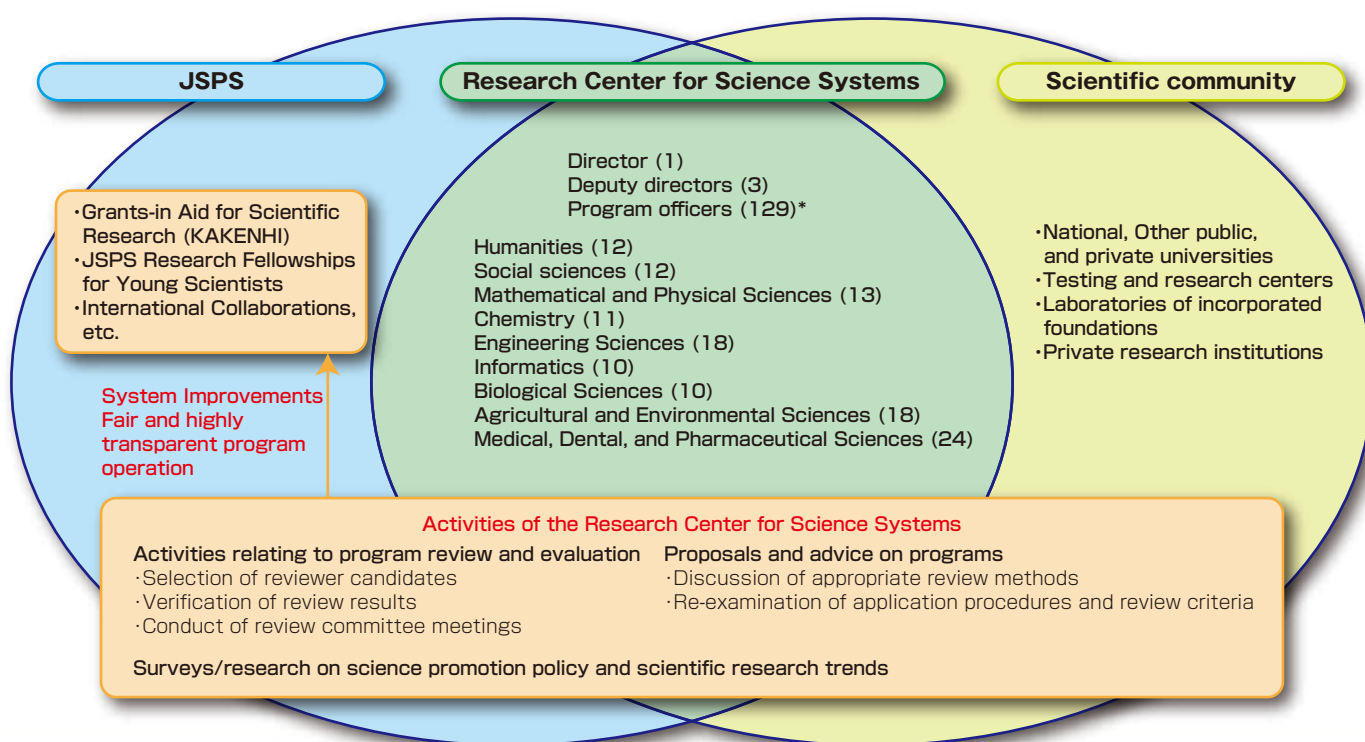 JSPS
Research Center for Science Systems
Scientific community
Director (1)
Deputy directors (3)
Program officers (129)*
Humanities (12)
Social sciences (12)
Mathematical and Physical Sciences (13)
Chemistry (11)
Engineering Sciences (18)
Informatics (10)
Biological Sciences (10)
Agricultural and Environmental Sciences (18)
Medical, Dental, and Pharmaceutical Sciences (24)
・Grants-in Aid for Scientific
Research (KAKENHI)
・JSPS Research Fellowships
for Young Scientists
・International Collaborations,
etc.
・National, Other public,
and private universities
・Testing and research centers
・Laboratories of incorporated
foundations
・Private research institutions
System Improvements
Fair and highly
transparent program
operation
Activities of the Research Center for Science Systems
Activities relating to program review and evaluation
・Selection of reviewer candidates
・Verification of review results
・Conduct of review committee meetings
Proposals and advice on programs
・Discussion of appropriate review methods
・Re-examination of application procedures and review criteria
Surveys/research on science promotion policy and scientific research trends